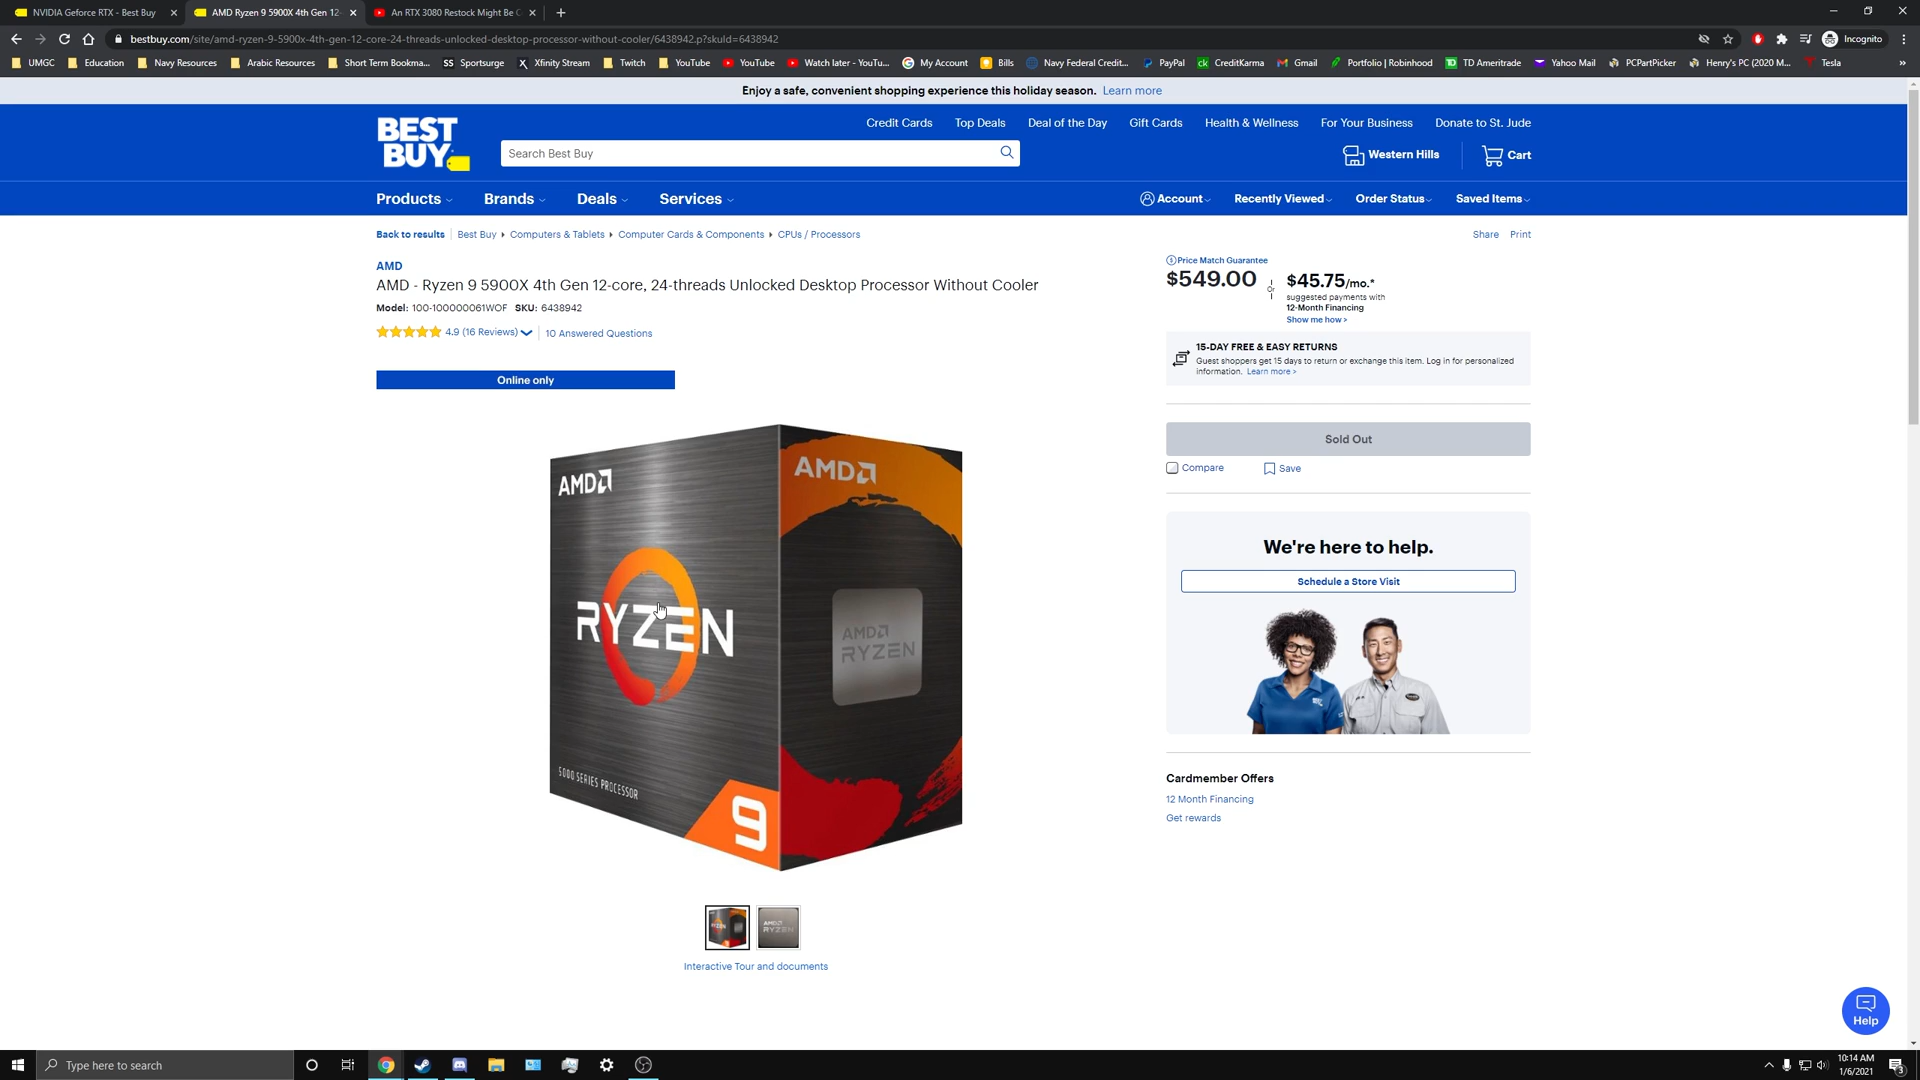 NVIDIA Geforce RTX - Best Buy
AMD Ryzen 9 5900X 4th Gen 12-
An RTX 3080 Restock Might Be C
bestbuy.com/site/amd-ryzen-9-5900x-4th-gen-12-core-24-threads-unlocked-desktop-processor-without-cooler/6438942.p?skuId=6438942
Incognito
UMGC Education Navy Resources Arabic Resources Short Term Bookma... SS Sportsurge Xfinity Stream Twitch YouTube YouTube Watch later - YouTu... My Account Bills Navy Federal Credit... PayPal ck CreditKarma Gmail Portfolio | Robinhood TD Ameritrade Yahoo Mail PCPartPicker Henry's PC (2020 M... Tesla
Enjoy a safe, convenient shopping experience this holiday season. Learn more
Credit Cards Top Deals Deal of the Day Gift Cards Health & Wellness For Your Business Donate to St. Jude
BEST
BUY
Search Best Buy
Western Hills
Cart
Products Brands Deals Services
Account Recently Viewed Order Status Saved Items
Back to results Best Buy Computers & Tablets Computer Cards & Components CPUs / Processors
Share Print
AMD
AMD - Ryzen 9 5900X 4th Gen 12-core, 24-threads Unlocked Desktop Processor Without Cooler
Model: 100-100000061WOF SKU: 6438942
4.9 (16 Reviews) 10 Answered Questions
Online only
Price Match Guarantee
$549.00
or
$45.75/mo.*
suggested payments with
12-Month Financing
Show me how >
15-DAY FREE & EASY RETURNS
Guest shoppers get 15 days to return or exchange this item. Log in for personalized
information. Learn more >
Sold Out
Compare Save
We're here to help.
Schedule a Store Visit
Cardmember Offers
12 Month Financing
Get rewards
AMD
AMD
RYZEN
AMD
RYZEN
5000 SERIES PROCESSOR
9
Interactive Tour and documents
Help
Type here to search
10:14 AM
1/6/2021
3